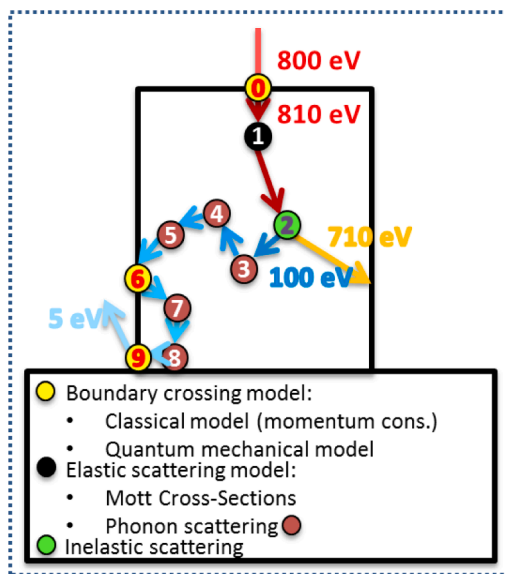 800 eV
0
810 eV
1
2
4
5
710 eV
3
100 eV
6
7
5 eV
9
8
Boundary crossing model:
• Classical model (momentum cons.)
• Quantum mechanical model
Elastic scattering model:
• Mott Cross-Sections
• Phonon scattering
Inelastic scattering